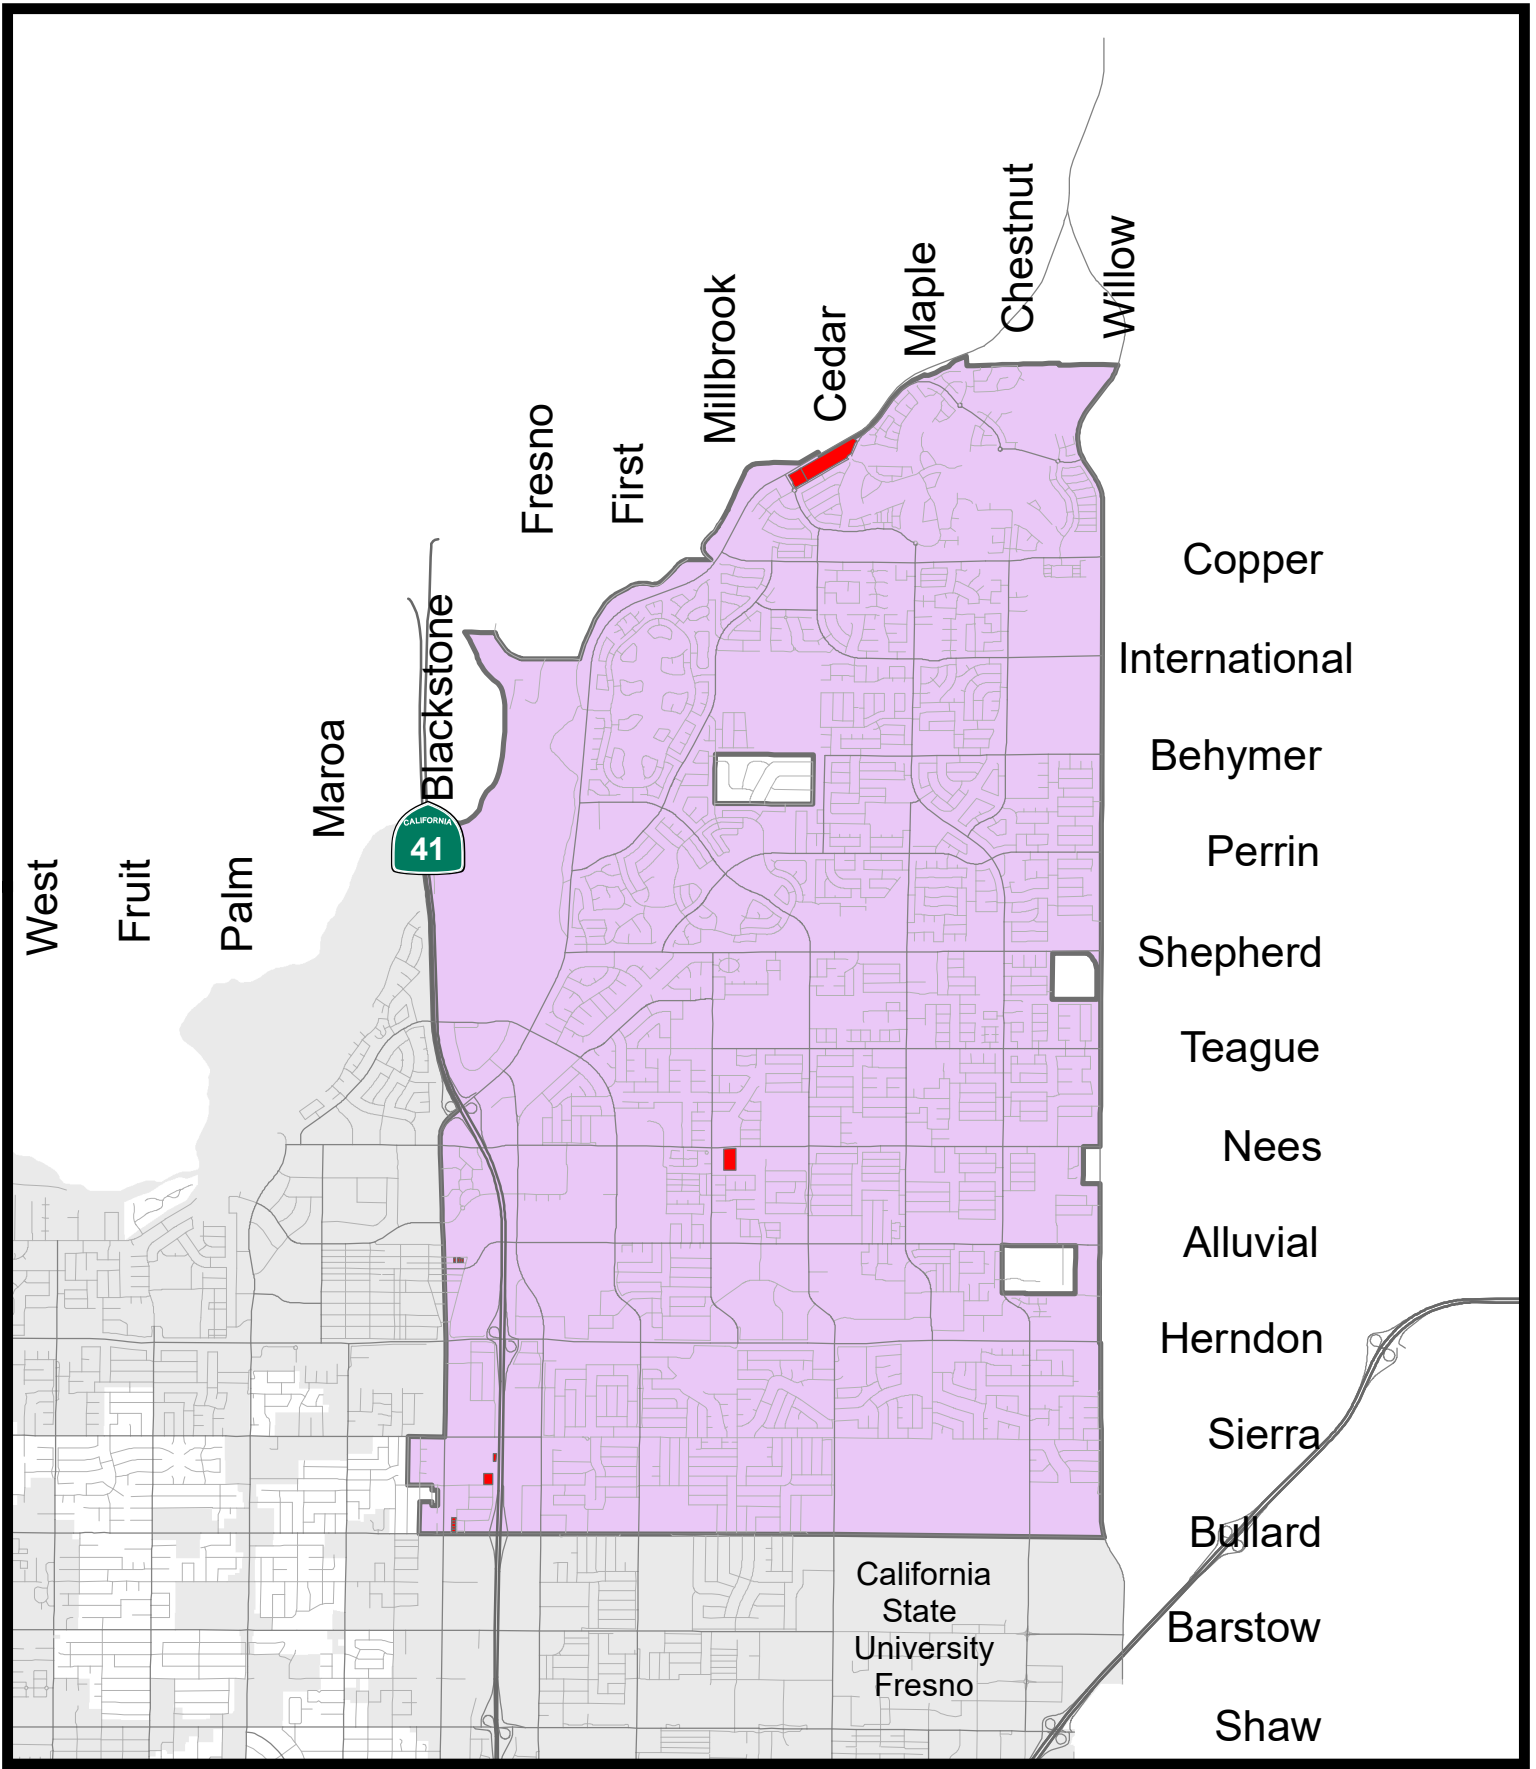 Chestnut
Willow
Maple
Millbrook
Cedar
Fresno
First
Copper
Blackstone
International
Maroa
Behymer
CALIFORNIA
41
Perrin
West
Fruit
Palm
Shepherd
Teague
Nees
Alluvial
Herndon
Sierra
Bullard
California
State
University
Fresno
Barstow
Shaw